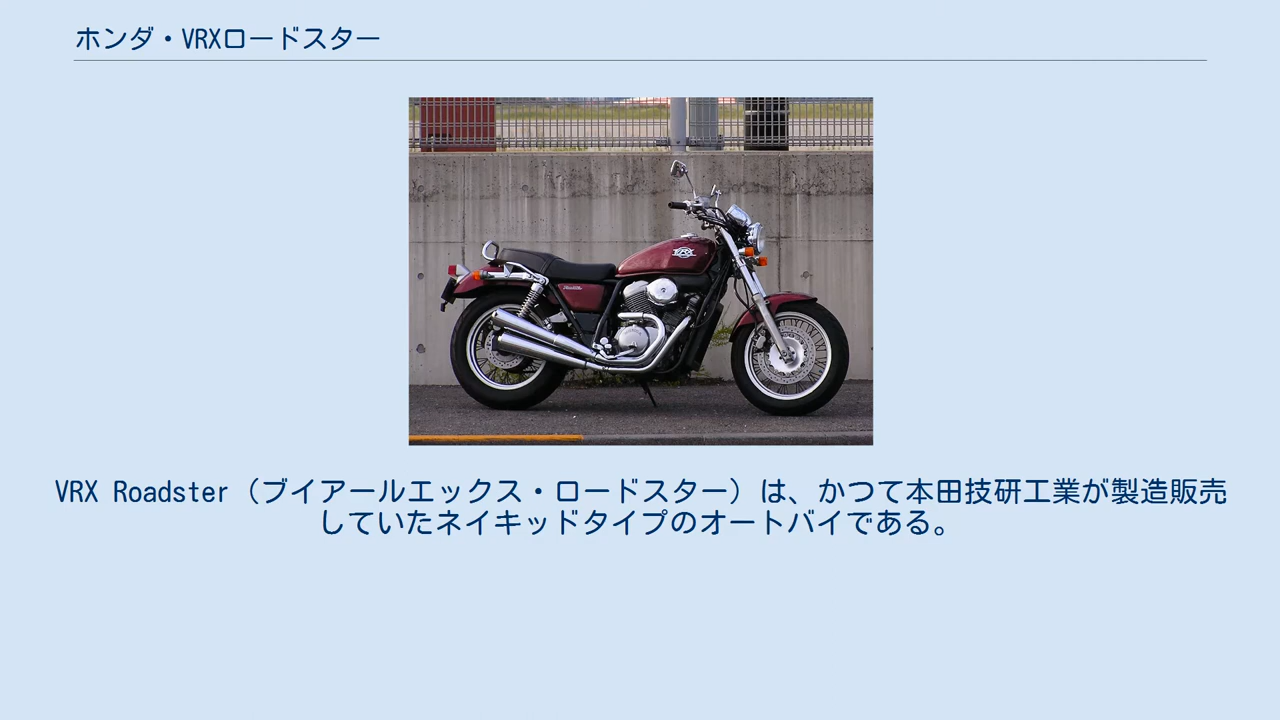 ホンダ・VRXロードスター
VRX Roadster（ブイアールエックス・ロードスター）は、かつて本田技研工業が製造販売
していたネイキッドタイプのオートバイである。